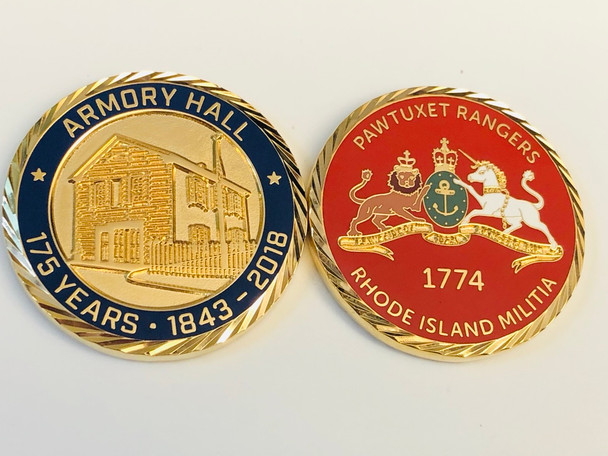 ARMORY HALL
175 YEARS · 1843 - 2018
PAWTUXET RANGERS
1774
RHODE ISLAND MILITIA